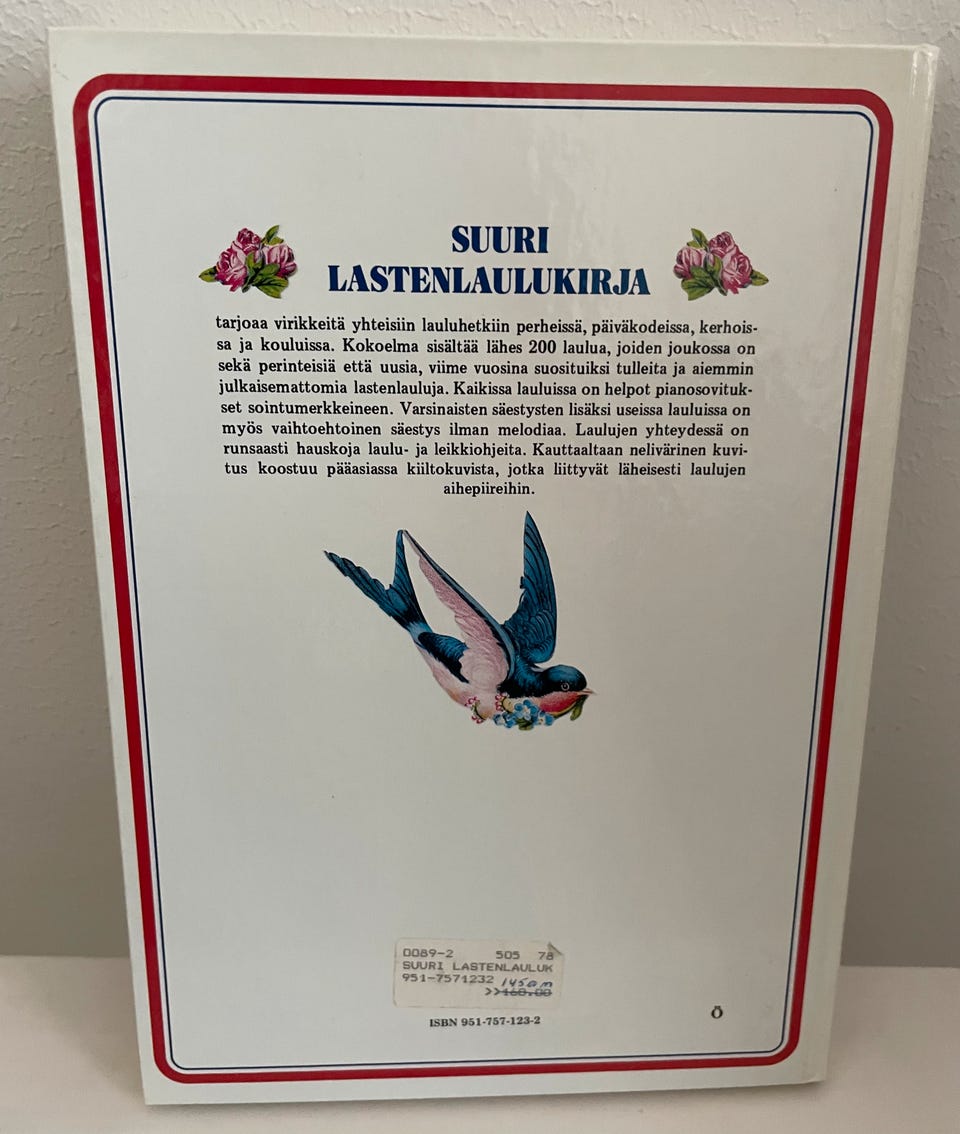 SUURI
LASTENLAULUKIRJA
tarjoaa virikkeitä yhteisiin lauluhetkiin perheissä, päiväkodeissa, kerhois-
sa ja kouluissa. Kokoelma sisältää lähes 200 laulua, joiden joukossa on
sekä perinteisiä että uusia, viime vuosina suosituiksi tulleita ja aiemmin
julkaisemattomia lastenlauluja. Kaikissa lauluissa on helpot pianosovituk-
set sointumerkkeineen. Varsinaisten säestysten lisäksi useissa lauluissa on
myös vaihtoehtoinen säestys ilman melodiaa. Laulujen yhteydessä on
runsaasti hauskoja laulu- ja leikkiohjeita. Kauttaaltaan nelivärinen kuvi-
tus koostuu pääasiassa kiiltokuvista, jotka liittyvät läheisesti laulujen
aihepiireihin.
0089-2 505 78
SUURI LASTENLAULUK
951-7571232
>>168.00
ISBN 951-757-123-2
Ö